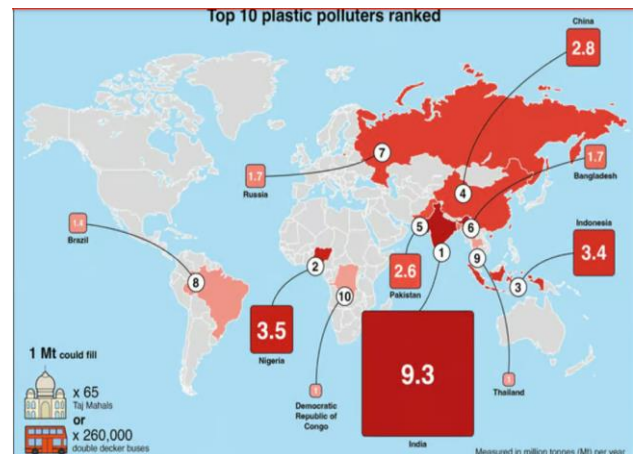 Top 10 plastic polluters ranked
China
2.8
7
1.7
Russia
4
1.7
Bangladesh
Indonesia
3.4
Brazil
8
2
5
1
6
9
3
2.6
Pakistan
10
3.5
Nigeria
9.3
India
1
Democratic
Republic of
Congo
1
Thailand
1 Mt could fill
x 65
Taj Mahals
or
x 260,000
double decker buses
Measured in million tonnes (Mt) per year